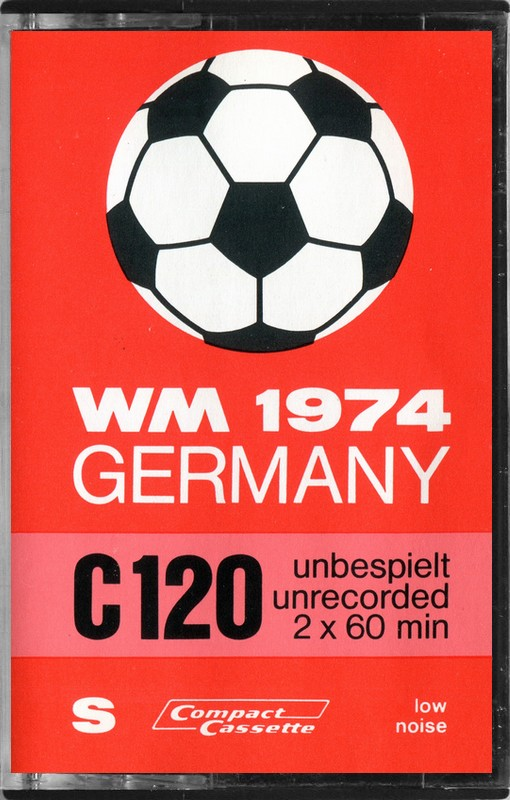 WM 1974
GERMANY
C120
unbespielt
unrecorded
2 x 60 min
S
Compact
Cassette
low
noise